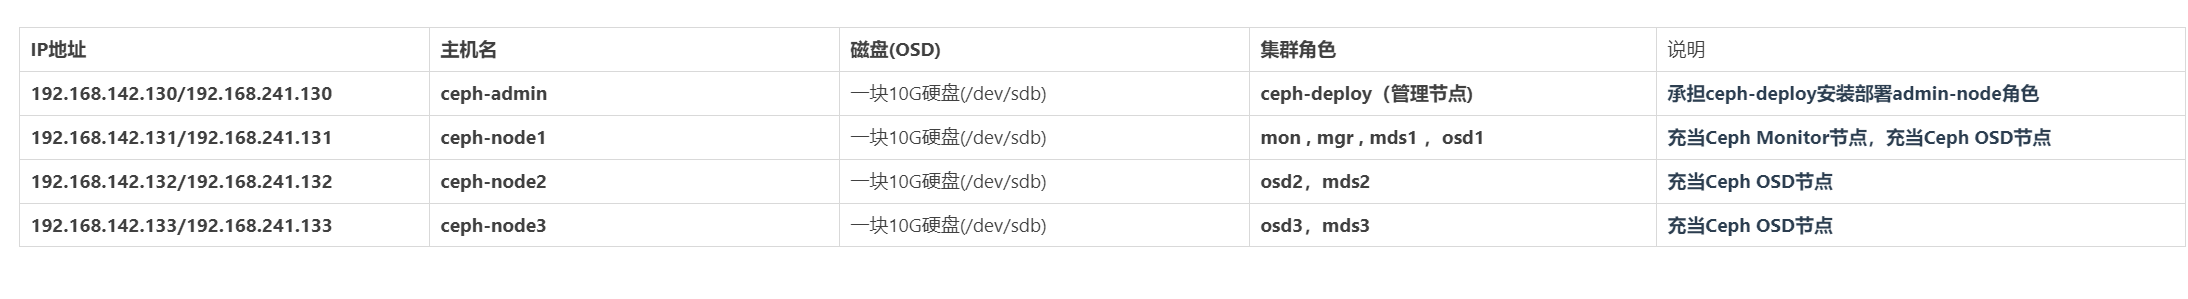 IP地址 主机名 磁盘(OSD) 集群角色 说明
192.168.142.130/192.168.241.130 ceph-admin 一块10G硬盘(/dev/sdb) ceph-deploy（管理节点) 承担ceph-deploy安装部署admin-node角色
192.168.142.131/192.168.241.131 ceph-node1 一块10G硬盘(/dev/sdb) mon , mgr , mds1 ，osd1 充当Ceph Monitor节点，充当Ceph OSD节点
192.168.142.132/192.168.241.132 ceph-node2 一块10G硬盘(/dev/sdb) osd2，mds2 充当Ceph OSD节点
192.168.142.133/192.168.241.133 ceph-node3 一块10G硬盘(/dev/sdb) osd3，mds3 充当Ceph OSD节点